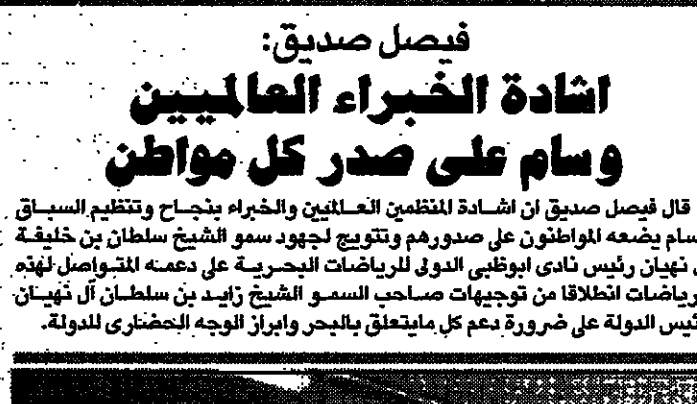 فيصل صديق:
اشادة الخبراء العالميين
وسام على صدر كل مواطن
قال فيصل صديق ان اشادة المنظمين العالميين والخبراء بنجاح وتنظيم السباق
سام يضعه المواطنون على صدورهم وتتويج لجهود سمو الشيخ سلطان بن خليفة
نهيان رئيس نادى ابوظبى الدولى للرياضات البحرية على دعمه المتواصل لهذه
رياضات انطلاقا من توجيهات صاحب السمو الشيخ زايد بن سلطان آل نهيان
ئيس الدولة على ضرورة دعم كل مايتعلق بالبحر وابراز الوجه الحضارى للدولة.